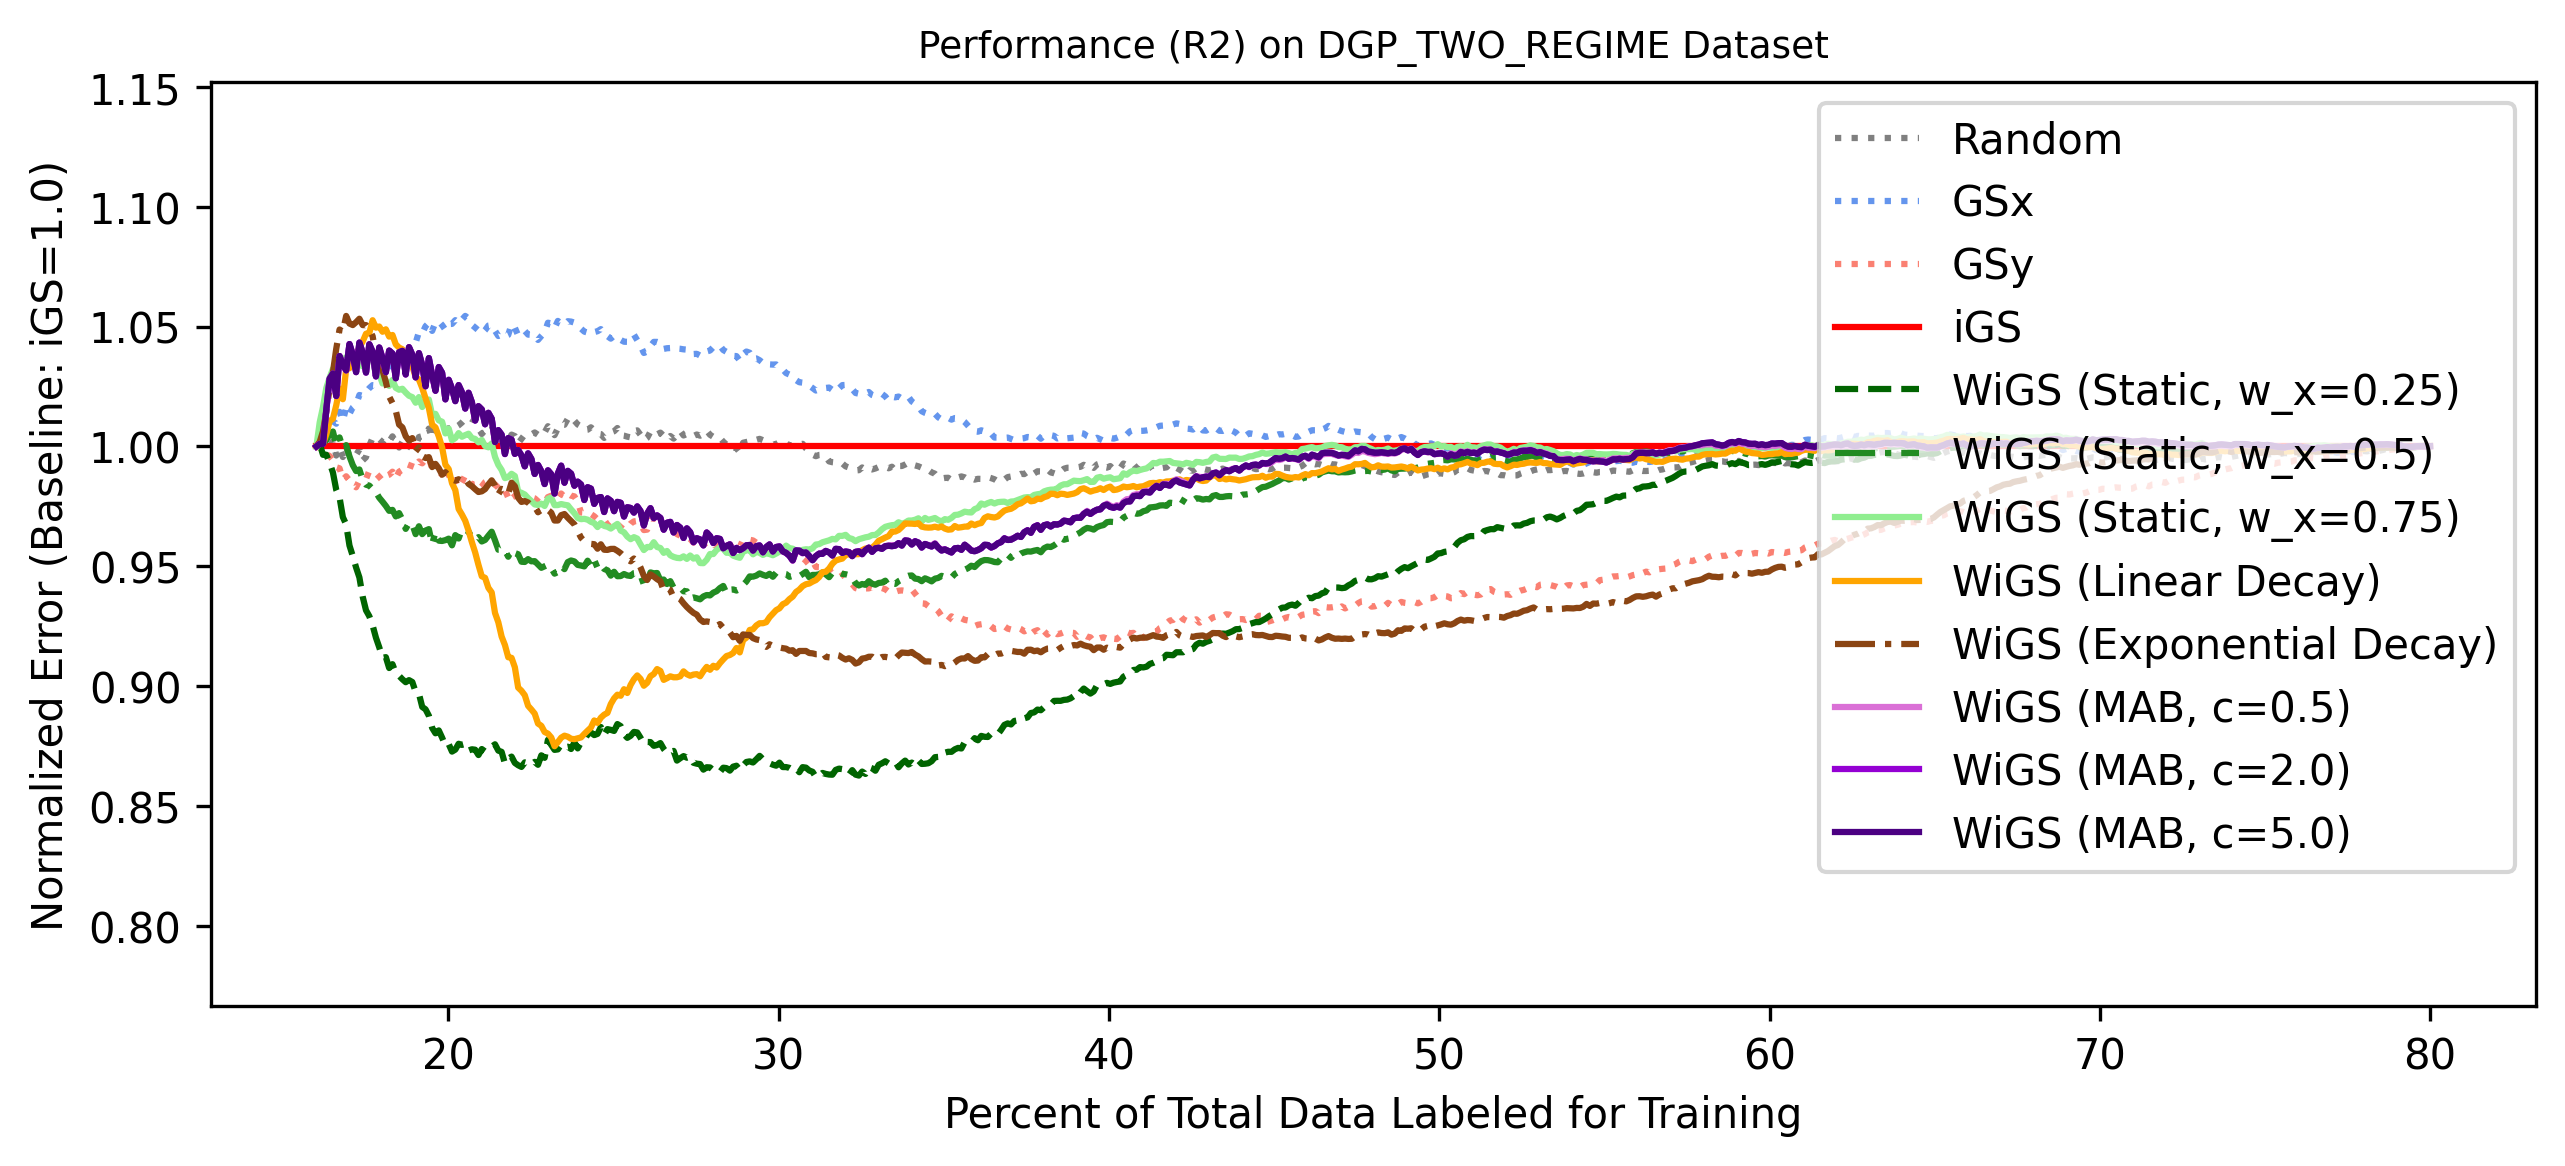 Performance (R2) on DGP_TWO_REGIME Dataset
Normalized Error (Baseline: iGS=1.0)
1.15
1.10
1.05
1.00
0.95
0.90
0.85
0.80
Random
GSx
GSy
iGS
WiGS (Static, w_x=0.25)
WiGS (Static, w_x=0.5)
WiGS (Static, w_x=0.75)
WiGS (Linear Decay)
WiGS (Exponential Decay)
WiGS (MAB, c=0.5)
WiGS (MAB, c=2.0)
WiGS (MAB, c=5.0)
20 30 40 50 60 70 80
Percent of Total Data Labeled for Training